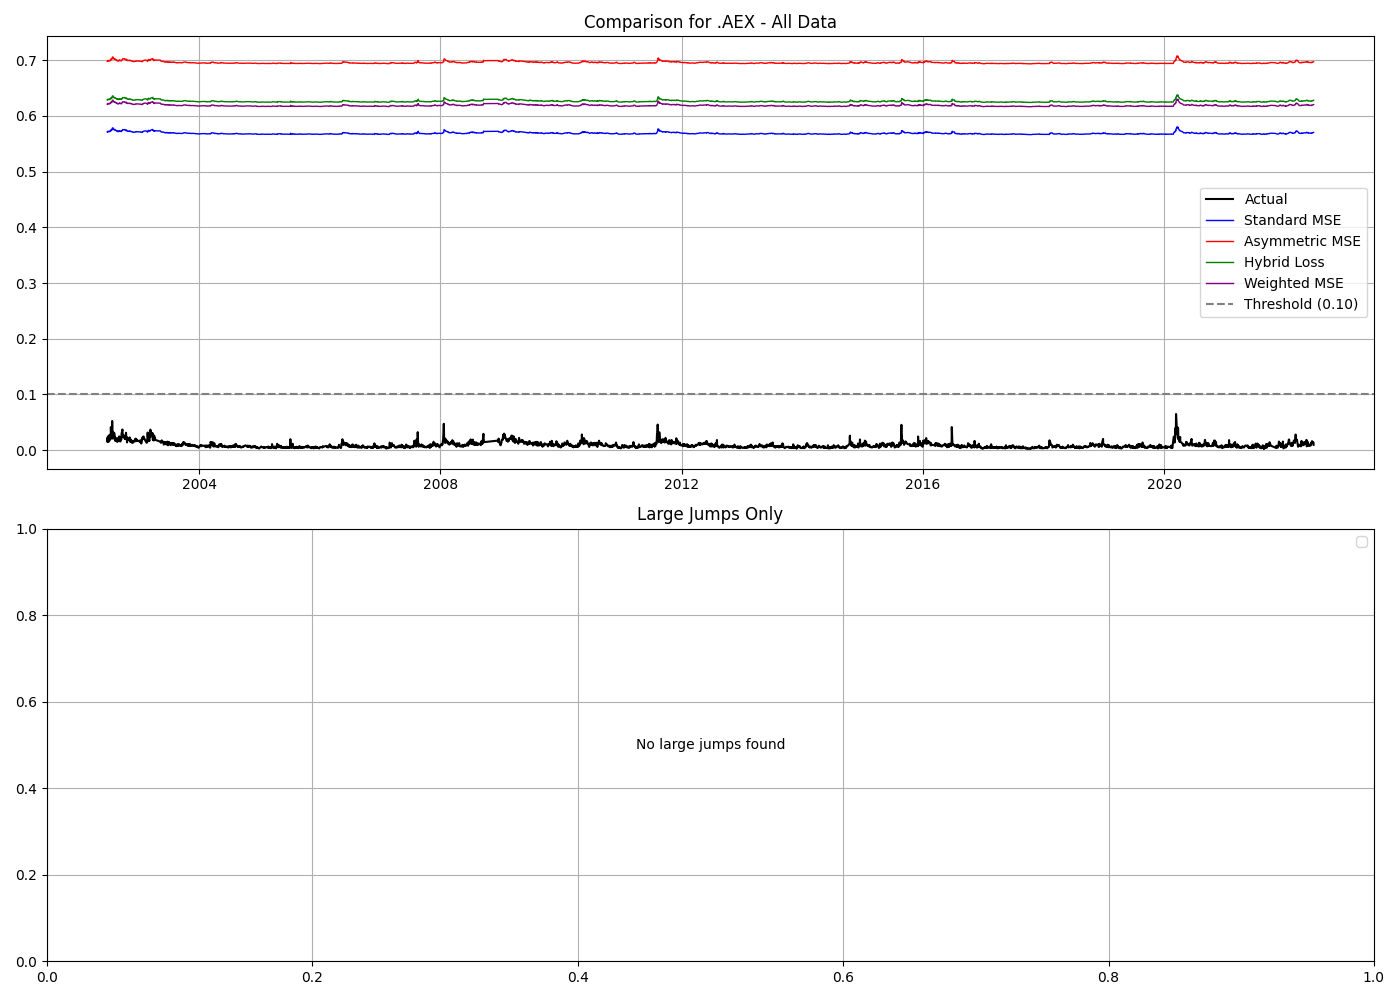 Comparison for .AEX - All Data
0.7
0.6
0.5
0.4
0.3
0.2
0.1
0.0
Actual
Standard MSE
Asymmetric MSE
Hybrid Loss
Weighted MSE
Threshold (0.10)
2004 2008 2012 2016 2020
Large Jumps Only
1.0
0.8
0.6
0.4
0.2
0.0
No large jumps found
0.0 0.2 0.4 0.6 0.8 1.0